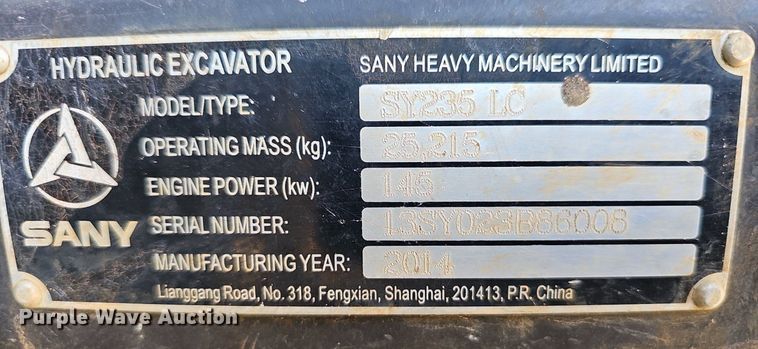 HYDRAULIC EXCAVATOR SANY HEAVY MACHINERY LIMITED
MODEL/TYPE: SY235 LC
OPERATING MASS (kg): 25,215
ENGINE POWER (kw): 145
SANY SERIAL NUMBER: 13SY023B86008
MANUFACTURING YEAR: 2014
Lianggang Road, No. 318, Fengxian, Shanghai, 201413, P.R. China
Purple Wave Auction